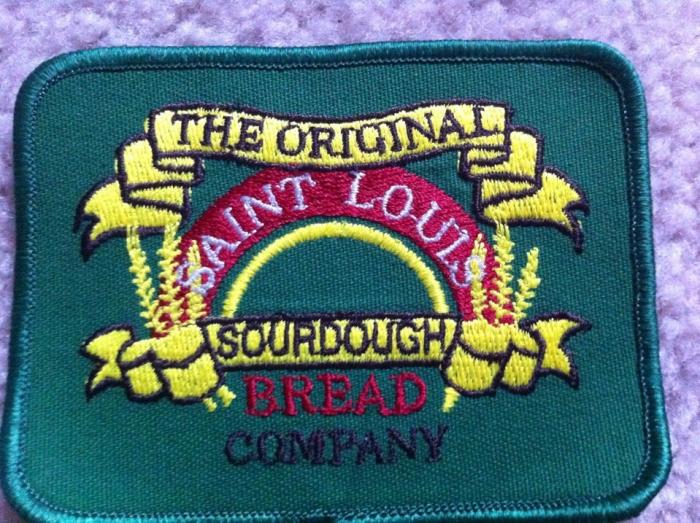 THE ORIGINAL
SAINT LOUIS
SOURDOUGH
BREAD
COMPANY